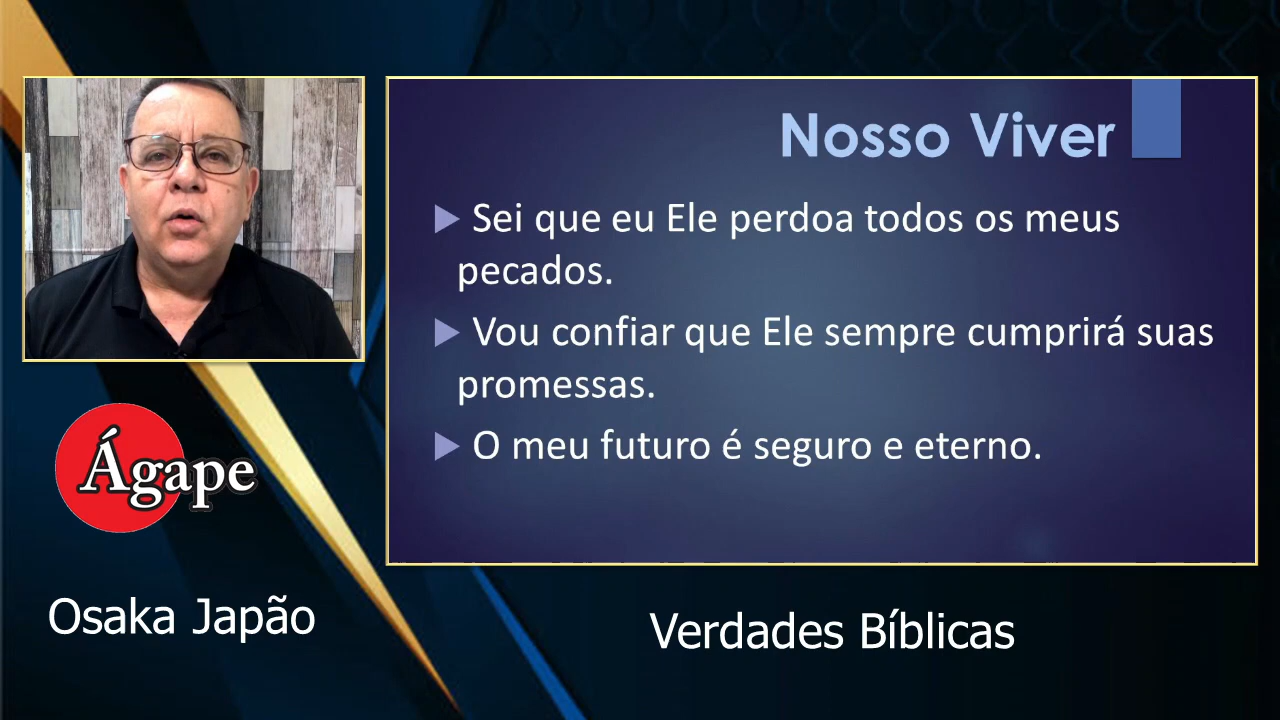 Nosso Viver
Sei que eu Ele perdoa todos os meus
pecados.
Vou confiar que Ele sempre cumprirá suas
promessas.
O meu futuro é seguro e eterno.
Ágape
Osaka Japão
Verdades Bíblicas